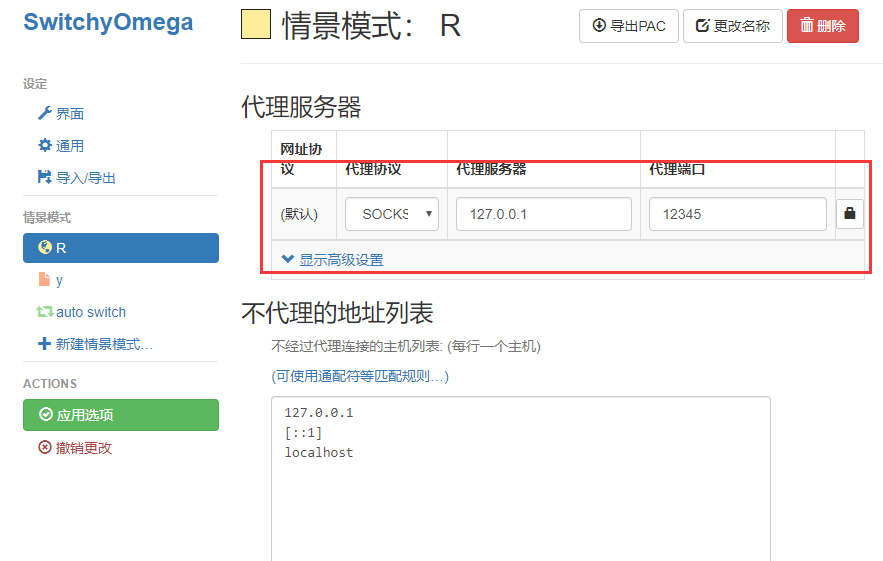 SwitchyOmega
设定
界面
通用
导入/导出
情景模式
R
y
auto switch
新建情景模式…
ACTIONS
应用选项
撤销更改
情景模式： R
导出PAC
更改名称
删除
代理服务器
网址协议 代理协议 代理服务器 代理端口
(默认) SOCKS 127.0.0.1 12345
显示高级设置
不代理的地址列表
不经过代理连接的主机列表: (每行一个主机)
(可使用通配符等匹配规则…)
127.0.0.1
[::1]
localhost